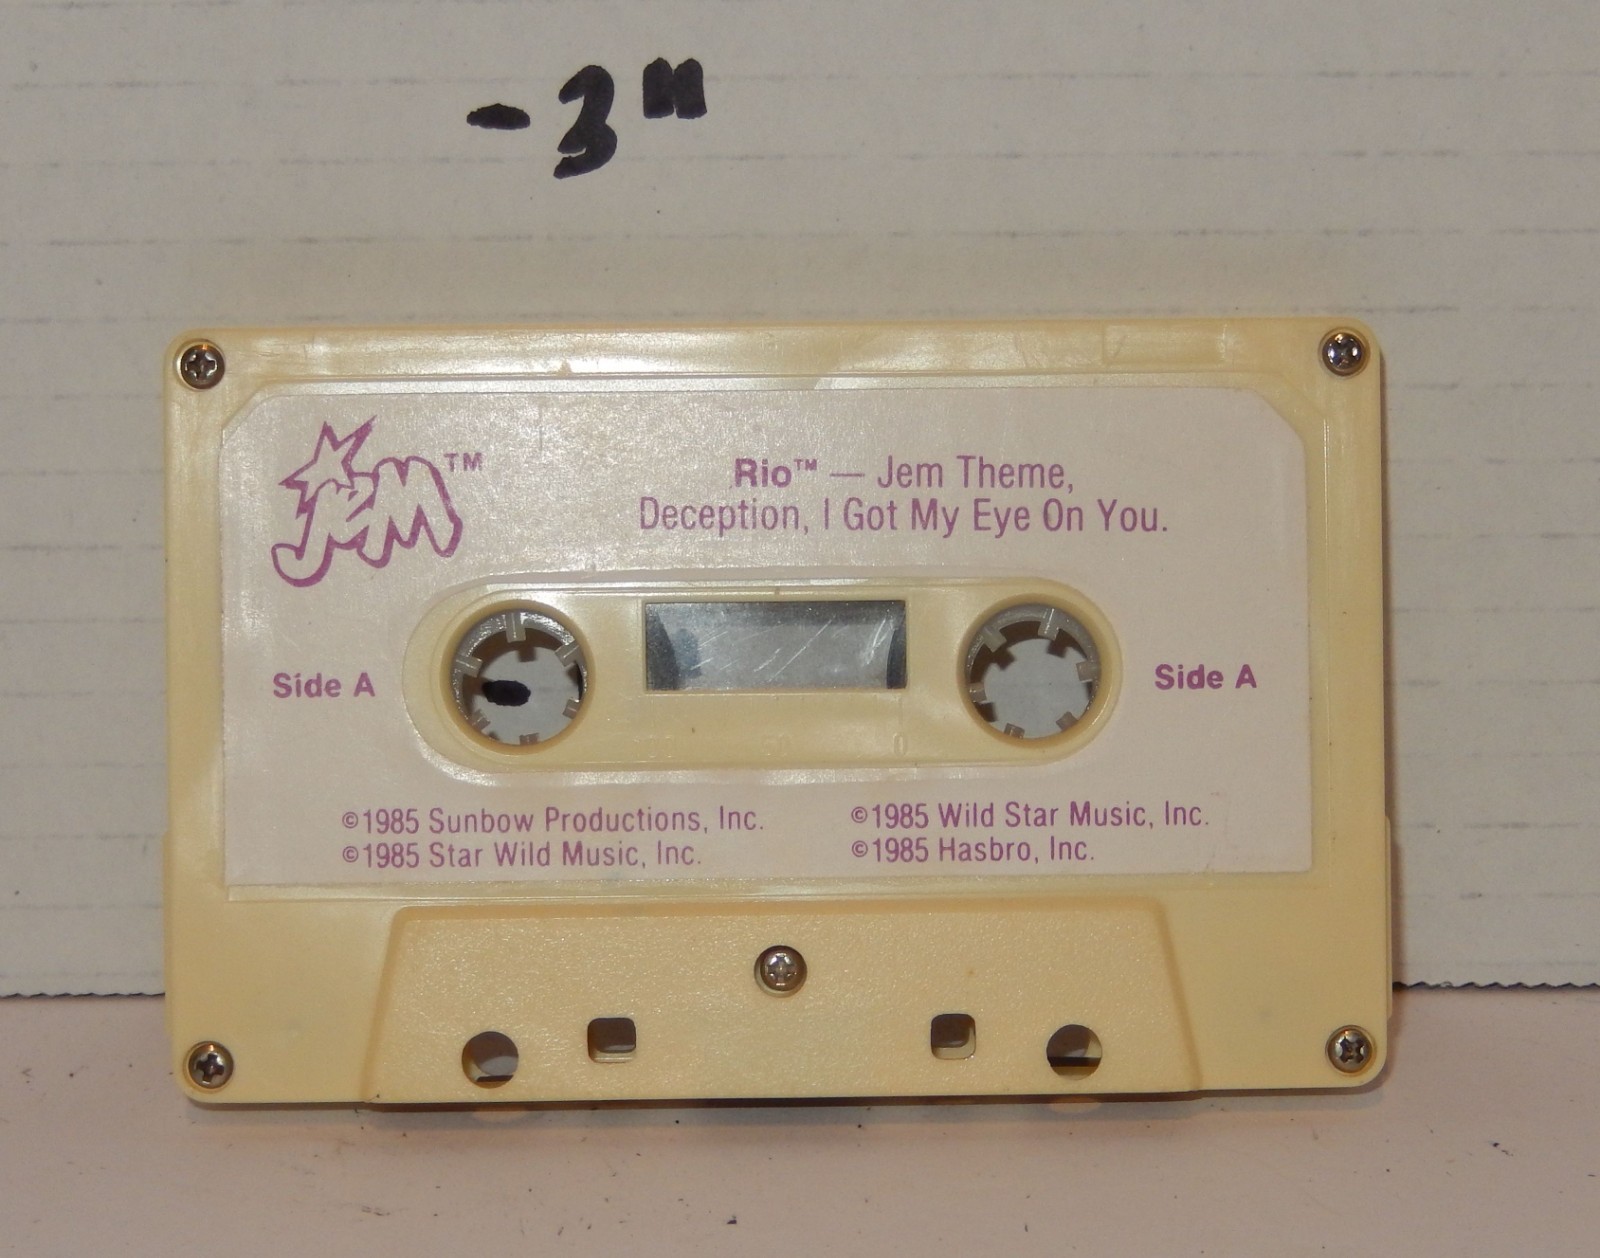 - 3"
JEM™
Rio™ — Jem Theme,
Deception, I Got My Eye On You.
Side A
Side A
©1985 Sunbow Productions, Inc.
©1985 Star Wild Music, Inc.
©1985 Wild Star Music, Inc.
©1985 Hasbro, Inc.